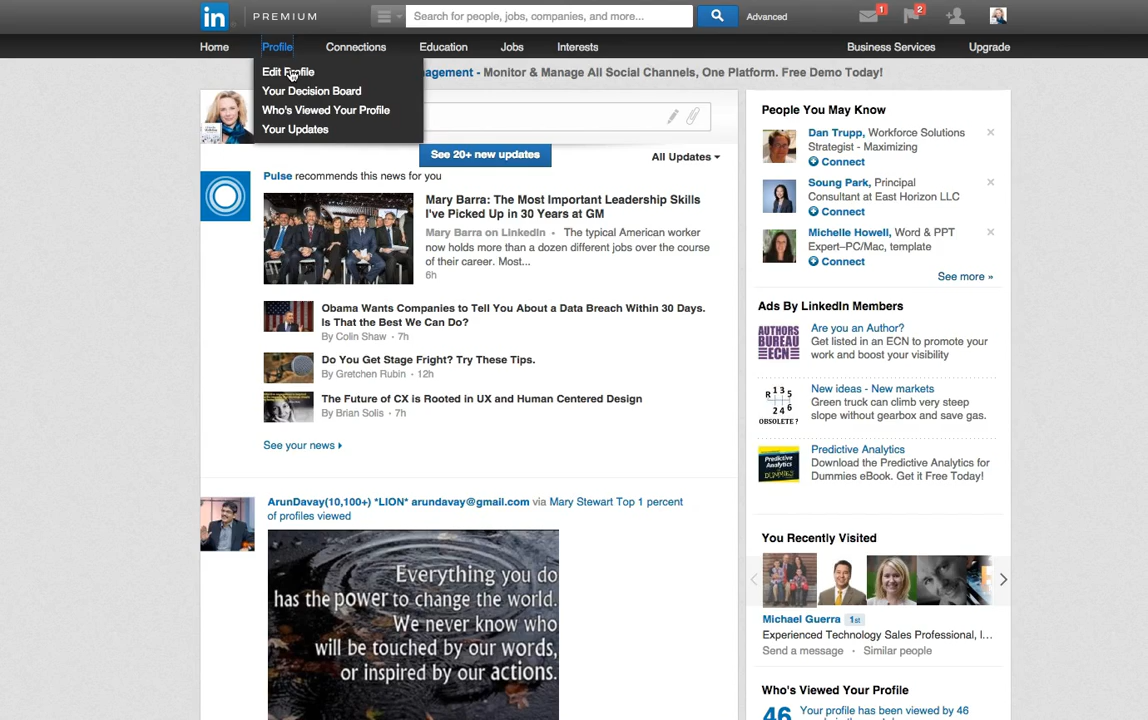 in PREMIUM
Search for people, jobs, companies, and more...
Advanced
1
2
Home Profile Connections Education Jobs Interests
Business Services Upgrade
Edit Profile
Your Decision Board
Who's Viewed Your Profile
Your Updates
agement - Monitor & Manage All Social Channels, One Platform. Free Demo Today!
See 20+ new updates
All Updates
Pulse recommends this news for you
Mary Barra: The Most Important Leadership Skills
I've Picked Up in 30 Years at GM
Mary Barra on LinkedIn • The typical American worker
now holds more than a dozen different jobs over the course
of their career. Most...
6h
Obama Wants Companies to Tell You About a Data Breach Within 30 Days.
Is That the Best We Can Do?
By Colin Shaw • 7h
Do You Get Stage Fright? Try These Tips.
By Gretchen Rubin • 12h
The Future of CX is Rooted in UX and Human Centered Design
By Brian Solis • 7h
See your news
ArunDavay(10,100+) *LION* arundavay@gmail.com via Mary Stewart Top 1 percent
of profiles viewed
Everything you do
has the power to change the world.
We never know who
will be touched by our words,
or inspired by our actions.
People You May Know
Dan Trupp, Workforce Solutions
Strategist - Maximizing
Connect
Soung Park, Principal
Consultant at East Horizon LLC
Connect
Michelle Howell, Word & PPT
Expert–PC/Mac, template
Connect
See more »
Ads By LinkedIn Members
AUTHORS
BUREAU
ECN
Are you an Author?
Get listed in an ECN to promote your
work and boost your visibility
R 1 3 5
2 4 6
OBSOLETE ?
New ideas - New markets
Green truck can climb very steep
slope without gearbox and save gas.
Predictive
Analytics
DUMMIES
Predictive Analytics
Download the Predictive Analytics for
Dummies eBook. Get it Free Today!
You Recently Visited
Michael Guerra 1st
Experienced Technology Sales Professional, I...
Send a message • Similar people
Who's Viewed Your Profile
46
Your profile has been viewed by 46